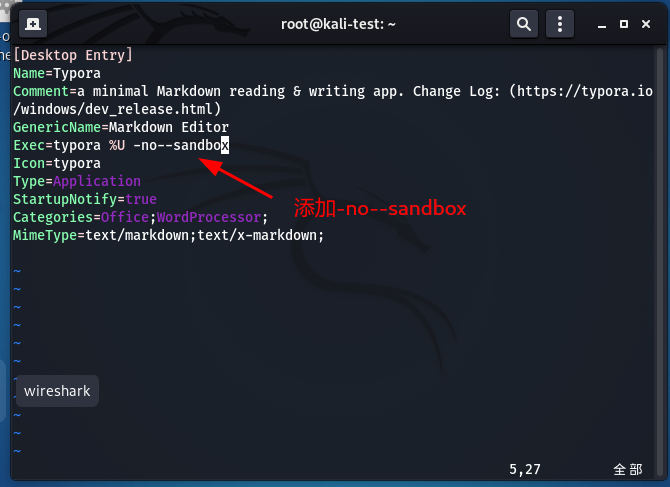 root@kali-test: ~
[Desktop Entry]
Name=Typora
Comment=a minimal Markdown reading & writing app. Change Log: (https://typora.io
/windows/dev_release.html)
GenericName=Markdown Editor
Exec=typora %U -no--sandbox
Icon=typora
Type=Application
StartupNotify=true
添加-no--sandbox
Categories=Office;WordProcessor;
MimeType=text/markdown;text/x-markdown;
~
~
~
~
~
~
~
wireshark
~
~
~
~
5,27 全部